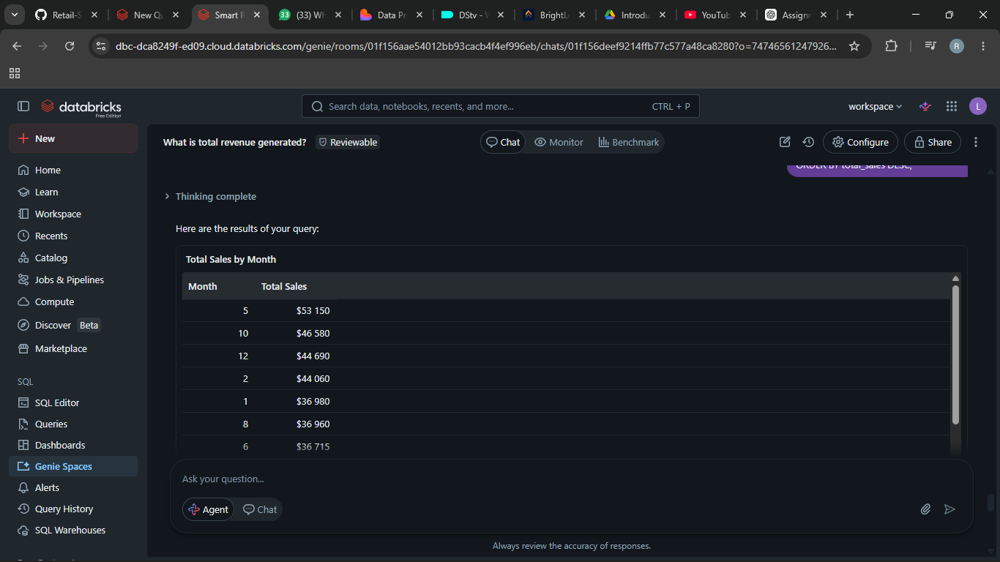 Retail-S
New Qu
Smart R
(33) Wh
Data Pr
DStv - W
BrightLe
Introdu
YouTub
Assignm
dbc-dca8249f-ed09.cloud.databricks.com/genie/rooms/01f156aae54012bb93cacb4f4ef996eb/chats/01f156deef9214ffb77c577a48ca8280?o=74746561247926...
R
databricks
Free Edition
Search data, notebooks, recents, and more...
CTRL + P
workspace
L
New
Home
Learn
Workspace
Recents
Catalog
Jobs & Pipelines
Compute
Discover Beta
Marketplace
SQL
SQL Editor
Queries
Dashboards
Genie Spaces
Alerts
Query History
SQL Warehouses
What is total revenue generated? Reviewable
Chat Monitor Benchmark
Configure Share
ORDER BY total_sales DESC;
Thinking complete
Here are the results of your query:
Total Sales by Month
Month Total Sales
5 $53 150
10 $46 580
12 $44 690
2 $44 060
1 $36 980
8 $36 960
6 $36 715
Ask your question...
Agent Chat
Always review the accuracy of responses.